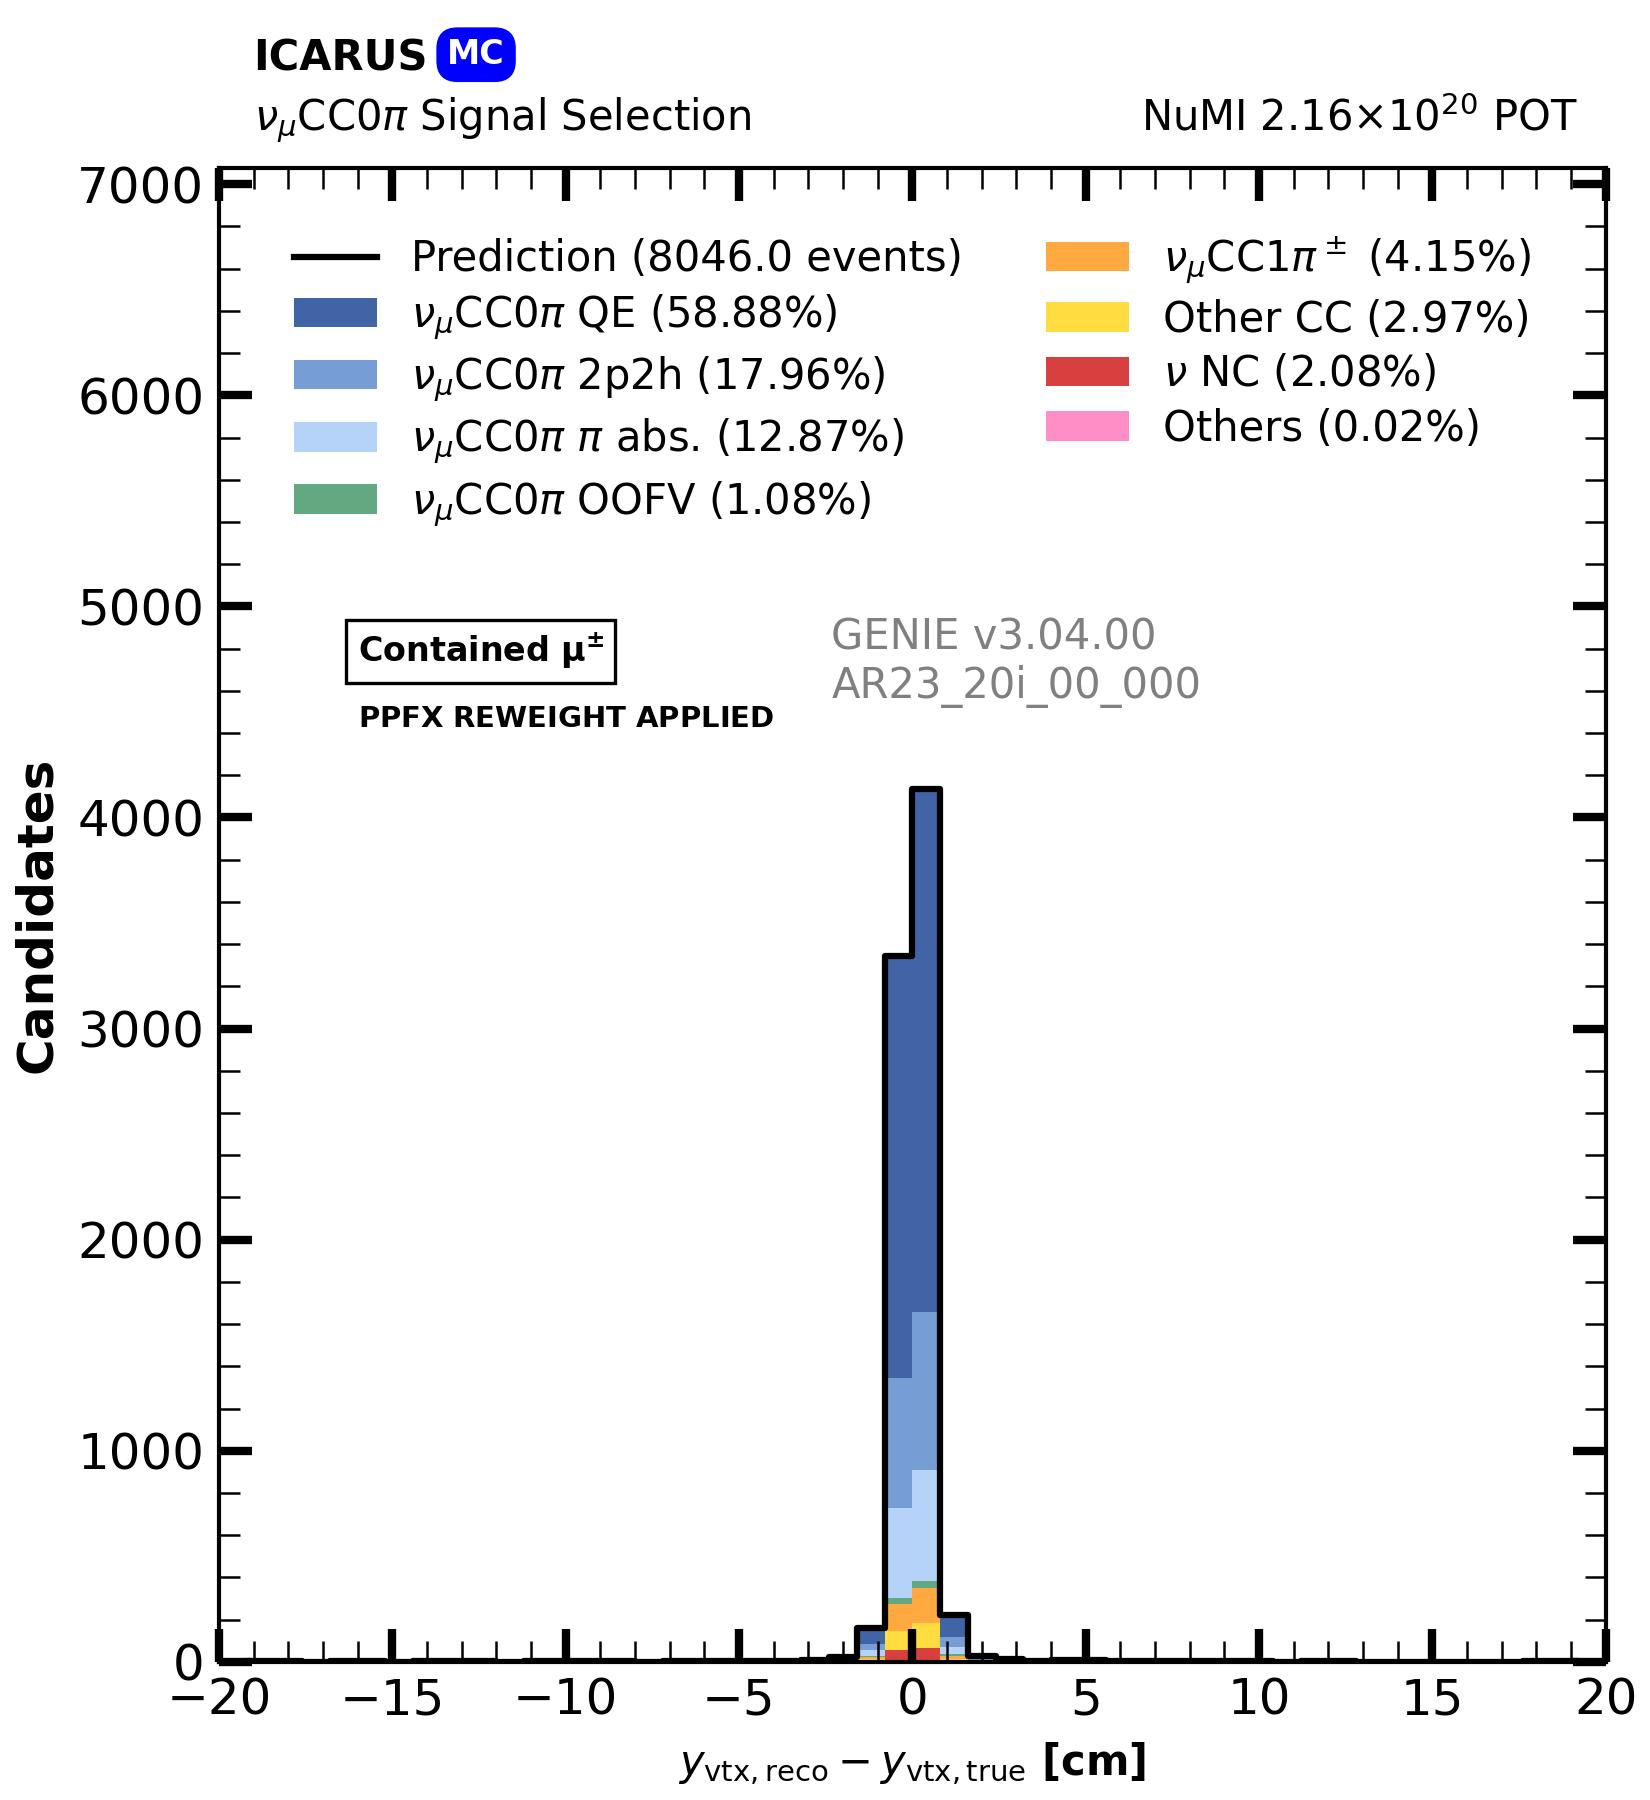 ICARUS MC
νμCC0π Signal Selection
NuMI 2.16×10²⁰ POT
Prediction (8046.0 events)
νμCC0π QE (58.88%)
νμCC0π 2p2h (17.96%)
νμCC0π π abs. (12.87%)
νμCC0π OOFV (1.08%)
νμCC1π± (4.15%)
Other CC (2.97%)
ν NC (2.08%)
Others (0.02%)
Contained μ±
PPFX REWEIGHT APPLIED
GENIE v3.04.00
AR23_20i_00_000
Candidates
7000
6000
5000
4000
3000
2000
1000
0
−20 −15 −10 −5 0 5 10 15 20
yvtx, reco − yvtx, true [cm]